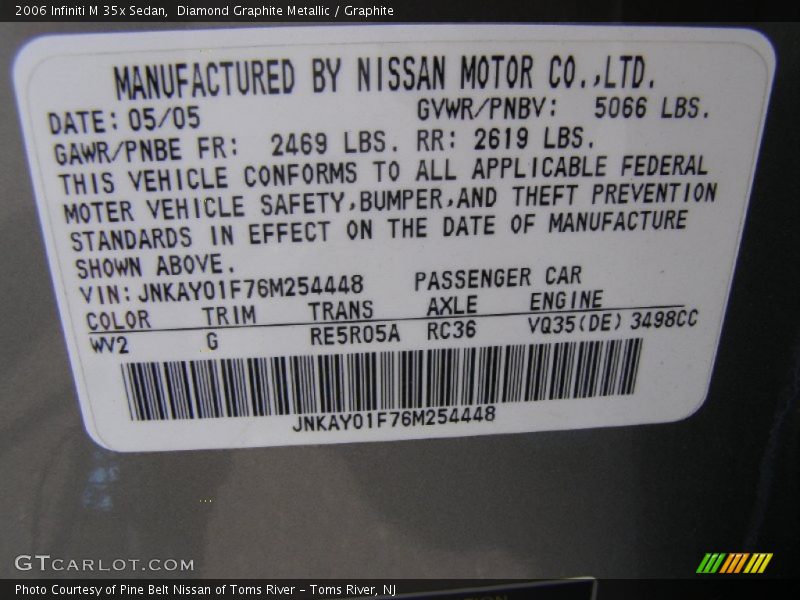 2006 Infiniti M 35x Sedan,  Diamond Graphite Metallic / Graphite
MANUFACTURED BY NISSAN MOTOR CO.,LTD.
DATE: 05/05 GVWR/PNBV: 5066 LBS.
GAWR/PNBE FR: 2469 LBS. RR: 2619 LBS.
THIS VEHICLE CONFORMS TO ALL APPLICABLE FEDERAL
MOTER VEHICLE SAFETY,BUMPER,AND THEFT PREVENTION
STANDARDS IN EFFECT ON THE DATE OF MANUFACTURE
SHOWN ABOVE.
VIN: JNKAY01F76M254448 PASSENGER CAR
COLOR TRIM TRANS AXLE ENGINE
WV2 G RE5R05A RC36 VQ35(DE) 3498CC
JNKAY01F76M254448
GTCARLOT.COM
Photo Courtesy of Pine Belt Nissan of Toms River – Toms River, NJ